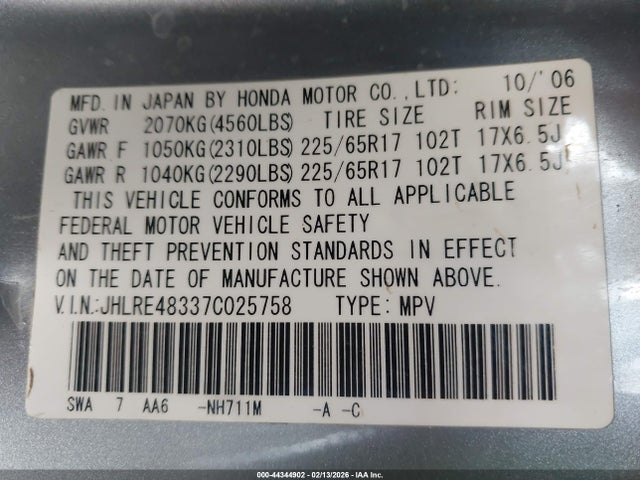 MFD. IN JAPAN BY HONDA MOTOR CO.,LTD: 10/'06
GVWR 2070KG(4560LBS) TIRE SIZE RIM SIZE
GAWR F 1050KG(2310LBS) 225/65R17 102T 17X6.5J
GAWR R 1040KG(2290LBS) 225/65R17 102T 17X6.5J
THIS VEHICLE CONFORMS TO ALL APPLICABLE
FEDERAL MOTOR VEHICLE SAFETY
AND THEFT PREVENTION STANDARDS IN EFFECT
ON THE DATE OF MANUFACTURE SHOWN ABOVE.
V.I.N.:JHLRE48337C025758 TYPE: MPV
SWA 7 AA6 -NH711M -A -C
000-44344902 - 02/13/2026 - IAA Inc.